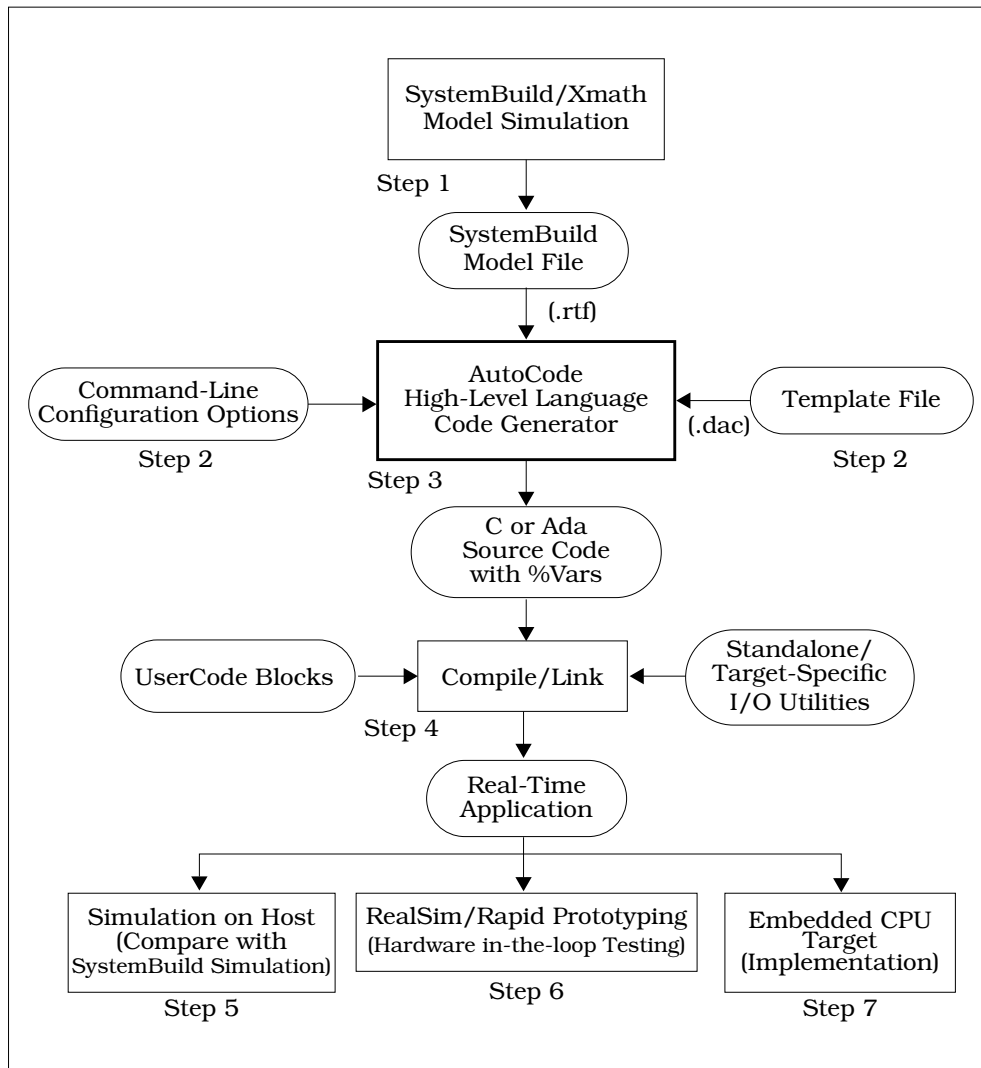 SystemBuild/Xmath
Model Simulation
Step 1
SystemBuild
Model File
(.rtf)
Command-Line
Configuration Options
Step 2
AutoCode
High-Level Language
Code Generator
(.dac)
Template File
Step 2
Step 3
C or Ada
Source Code
with %Vars
UserCode Blocks
Compile/Link
Standalone/
Target-Specific
I/O Utilities
Step 4
Real-Time
Application
Simulation on Host
(Compare with
SystemBuild Simulation)
Step 5
RealSim/Rapid Prototyping
(Hardware in-the-loop Testing)
Step 6
Embedded CPU
Target
(Implementation)
Step 7